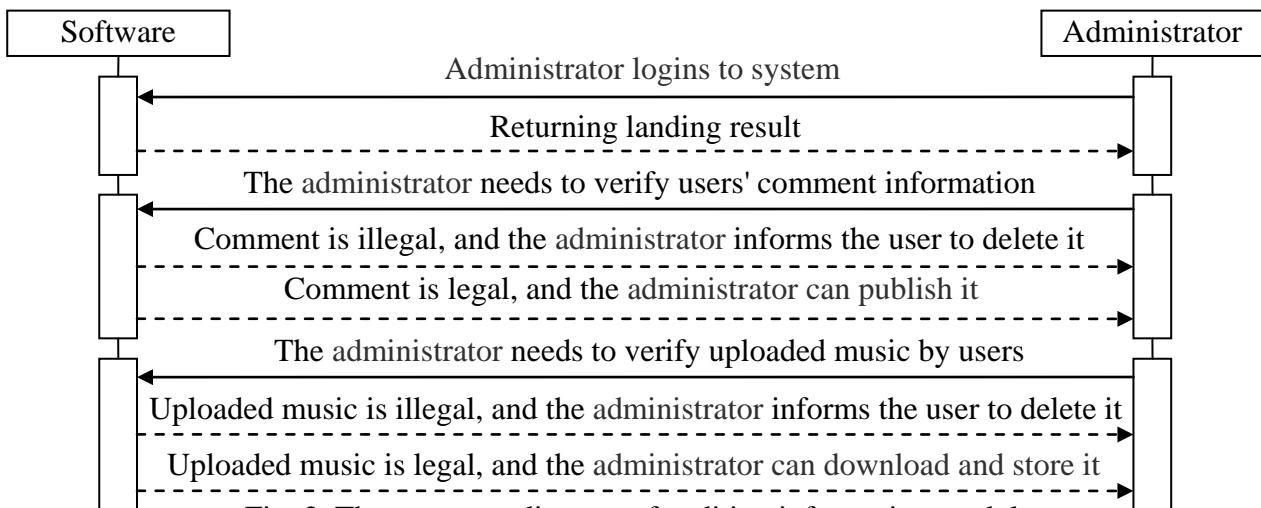 Software
Administrator
Administrator logins to system
Returning landing result
The administrator needs to verify users' comment information
Comment is illegal, and the administrator informs the user to delete it
Comment is legal, and the administrator can publish it
The administrator needs to verify uploaded music by users
Uploaded music is illegal, and the administrator informs the user to delete it
Uploaded music is legal, and the administrator can download and store it